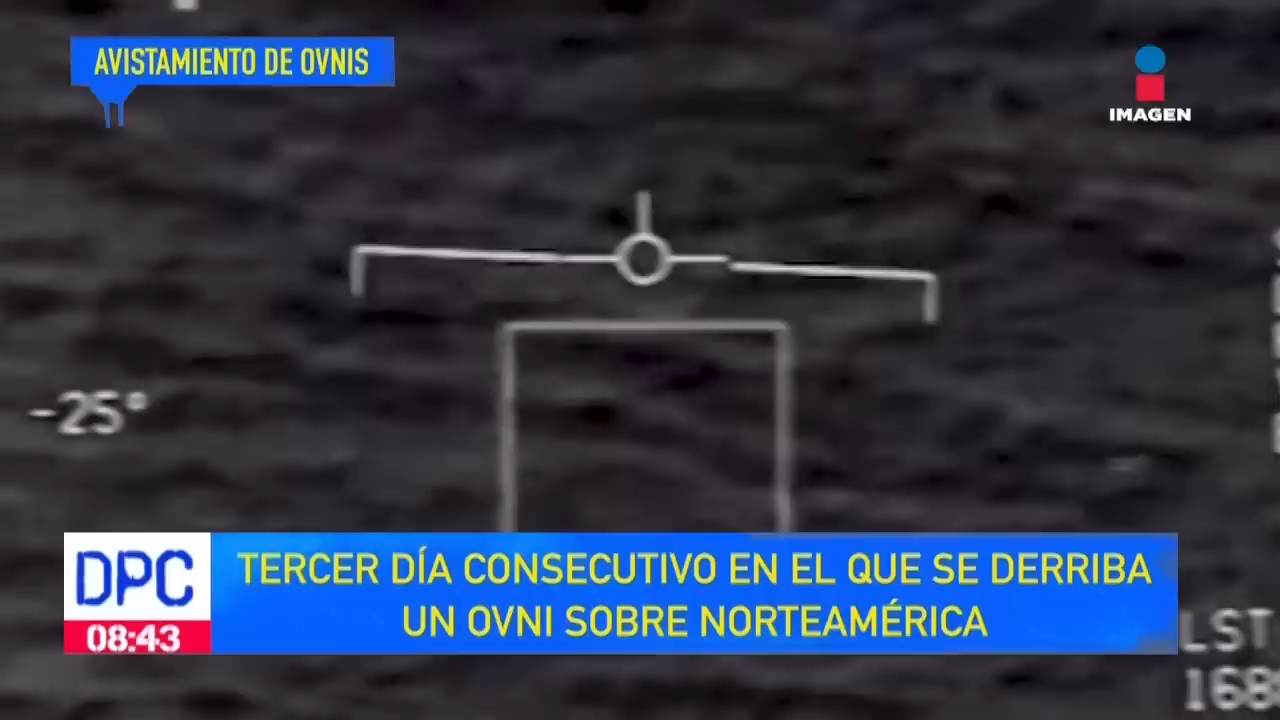 AVISTAMIENTO DE OVNIS
IMAGEN
-25°
DPC
08:43
TERCER DÍA CONSECUTIVO EN EL QUE SE DERRIBA
UN OVNI SOBRE NORTEAMÉRICA
LST
168